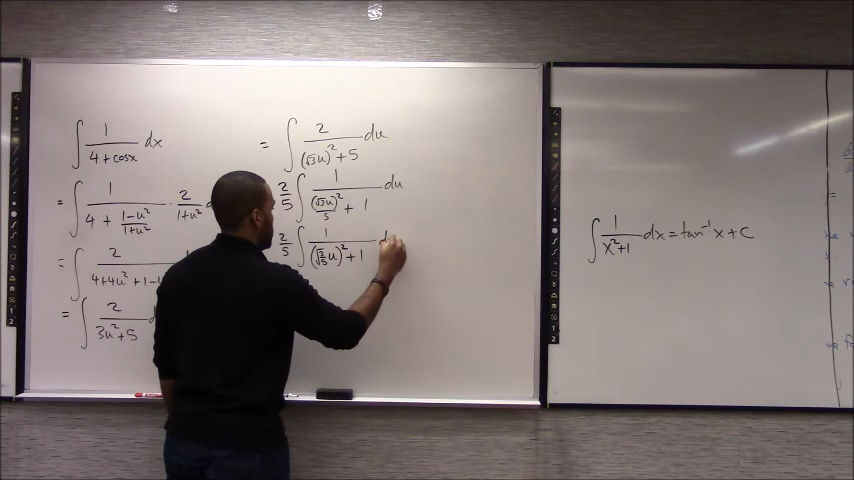 ∫ 1/(4+cosx) dx
= ∫ 1/(4 + (1-u²)/(1+u²)) · 2/(1+u²)
= ∫ 2/(4+4u²+1-
= ∫ 2/(3u²+5)
= ∫ 2/((√3u)²+5) du
2/5 ∫ 1/((√3u)²/5 + 1) du
2/5 ∫ 1/((√3/5 u)²+1) d
∫ 1/(x²+1) dx = tan⁻¹x + C